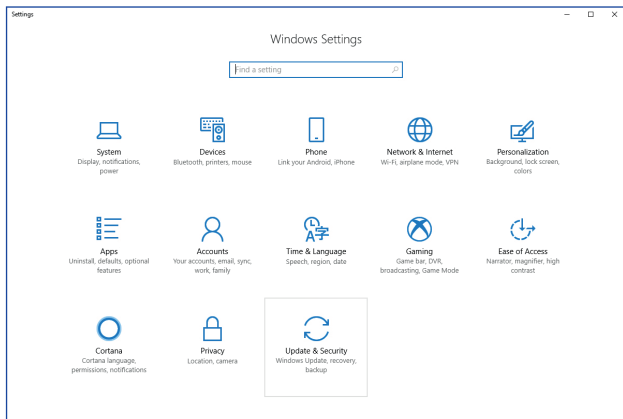 Settings
Windows Settings
Find a setting
System
Display, notifications,
power
Devices
Bluetooth, printers, mouse
Phone
Link your Android, iPhone
Network & Internet
Wi-Fi, airplane mode, VPN
Personalization
Background, lock screen,
colors
Apps
Uninstall, defaults, optional
features
Accounts
Your accounts, email, sync,
work, family
Time & Language
Speech, region, date
Gaming
Game bar, DVR,
broadcasting, Game Mode
Ease of Access
Narrator, magnifier, high
contrast
Cortana
Cortana language,
permissions, notifications
Privacy
Location, camera
Update & Security
Windows Update, recovery,
backup